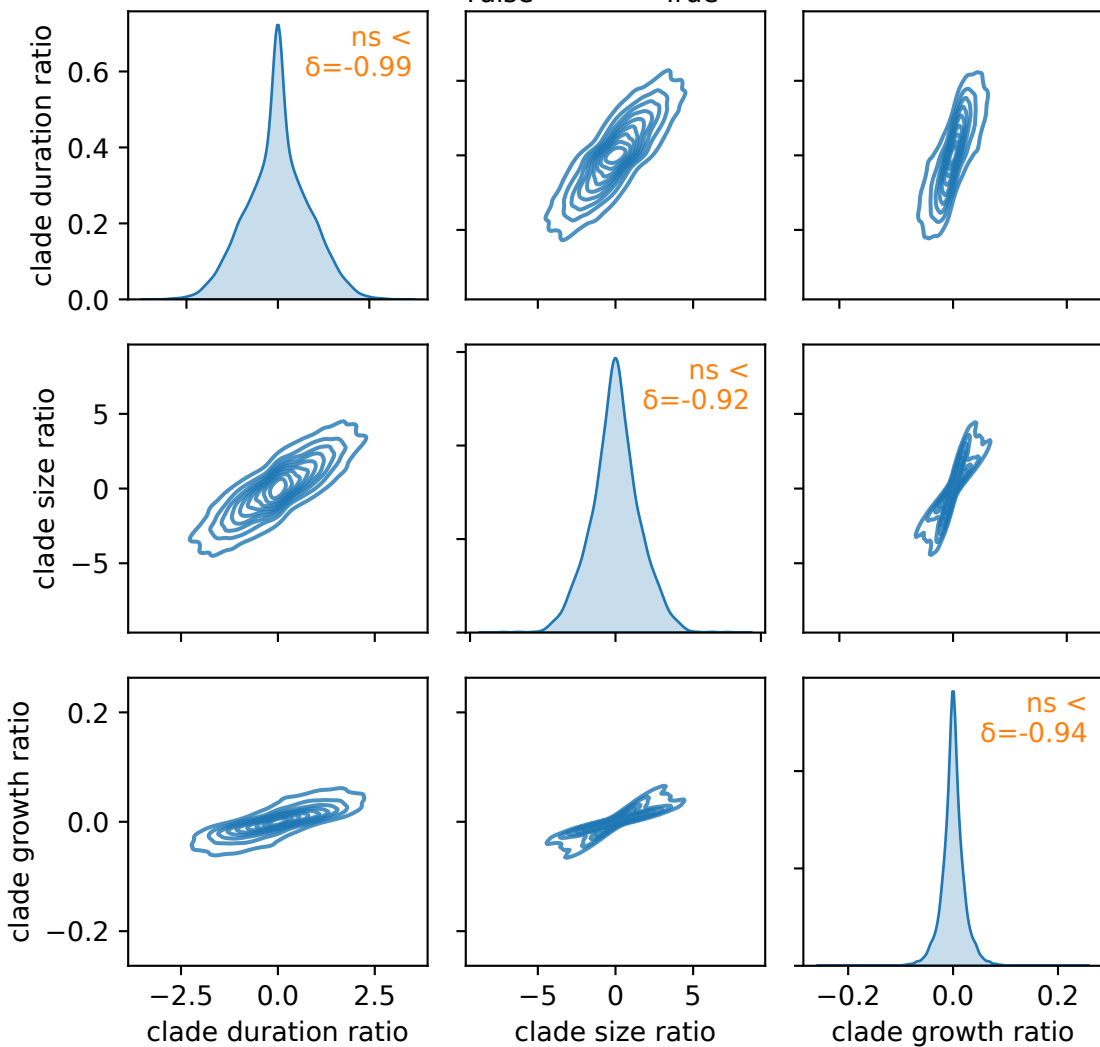 clade duration ratio
0.6
0.4
0.2
0.0
ns <
δ=-0.99
clade size ratio
5
0
−5
ns <
δ=-0.92
clade growth ratio
0.2
0.0
−0.2
ns <
δ=-0.94
−2.5 0.0 2.5
−5 0 5
−0.2 0.0 0.2
clade duration ratio
clade size ratio
clade growth ratio